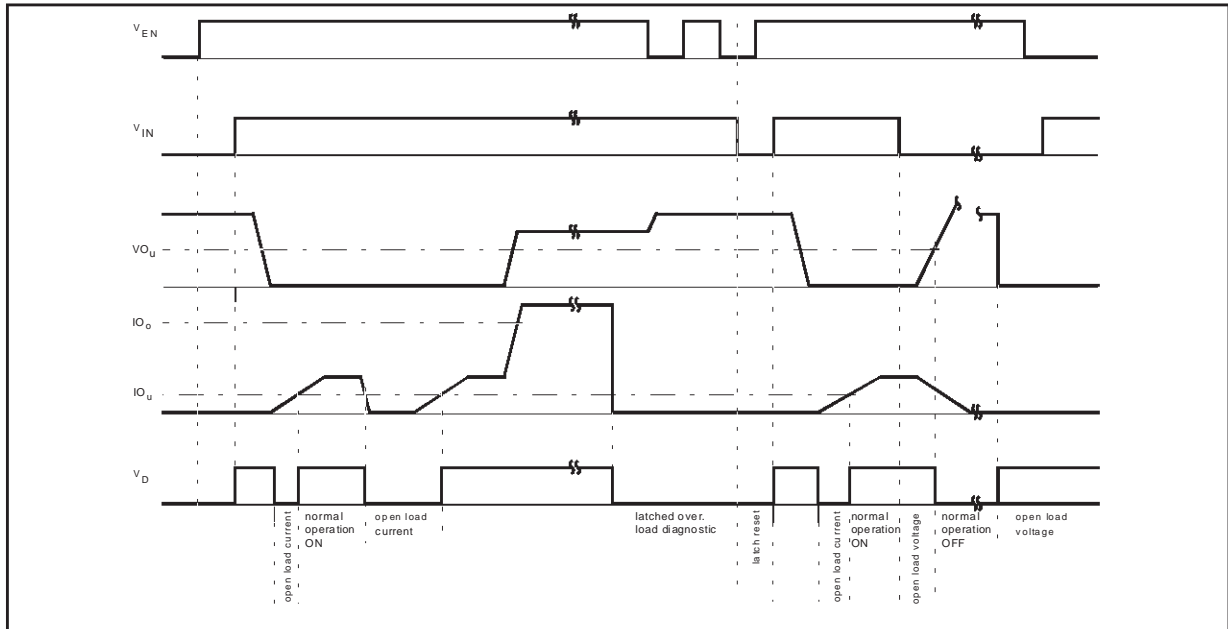 V EN
V IN
VO u
IO o
IO u
V D
open load current
normal
operation
ON
open load
current
latched over.
load diagnostic
latch reset
open load current
normal
operation
ON
open load voltage
normal
operation
OFF
open load
voltage